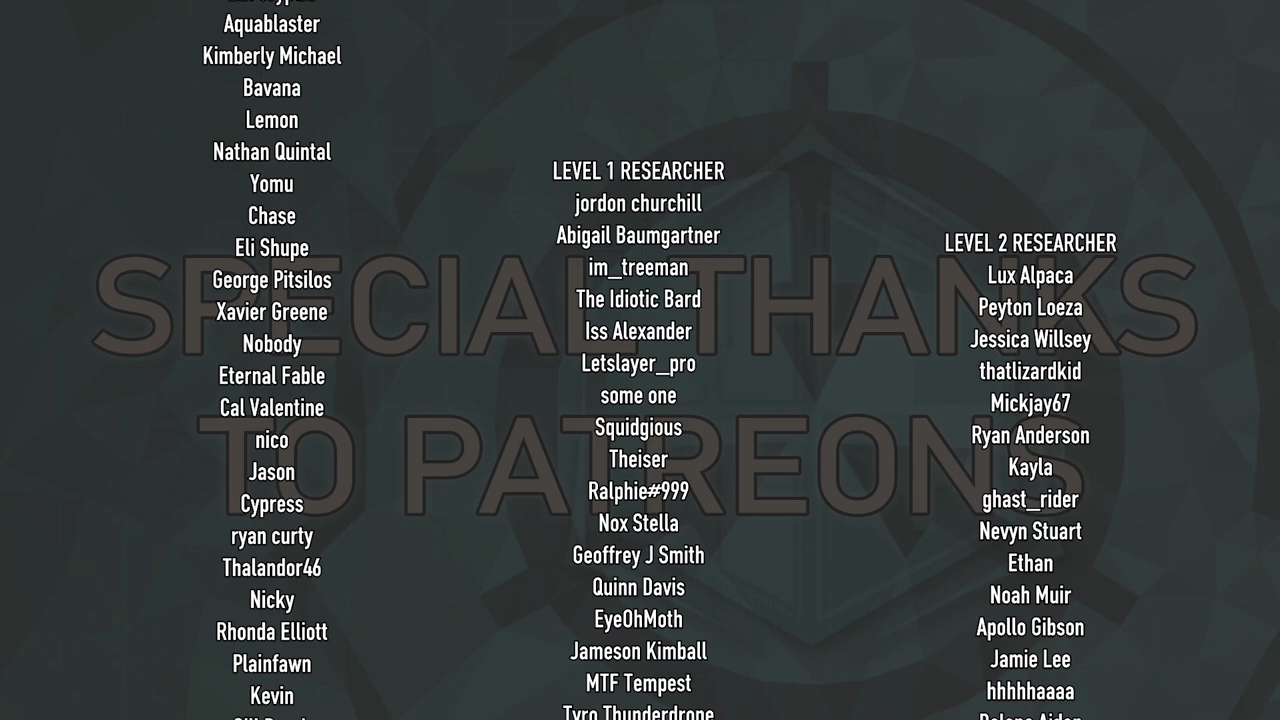 Aquablaster
Kimberly Michael
Bavana
Lemon
Nathan Quintal
Yomu
Chase
Eli Shupe
George Pitsilos
Xavier Greene
Nobody
Eternal Fable
Cal Valentine
nico
Jason
Cypress
ryan curty
Thalandor46
Nicky
Rhonda Elliott
Plainfawn
Kevin
LEVEL 1 RESEARCHER
jordon churchill
Abigail Baumgartner
im_treeman
The Idiotic Bard
Iss Alexander
Letslayer_pro
some one
Squidgious
Theiser
Ralphie#999
Nox Stella
Geoffrey J Smith
Quinn Davis
EyeOhMoth
Jameson Kimball
MTF Tempest
Tyro Thunderdrone
LEVEL 2 RESEARCHER
Lux Alpaca
Peyton Loeza
Jessica Willsey
thatlizardkid
Mickjay67
Ryan Anderson
Kayla
ghast_rider
Nevyn Stuart
Ethan
Noah Muir
Apollo Gibson
Jamie Lee
hhhhhaaaa
SPECIAL THANKS
TO PATREONS